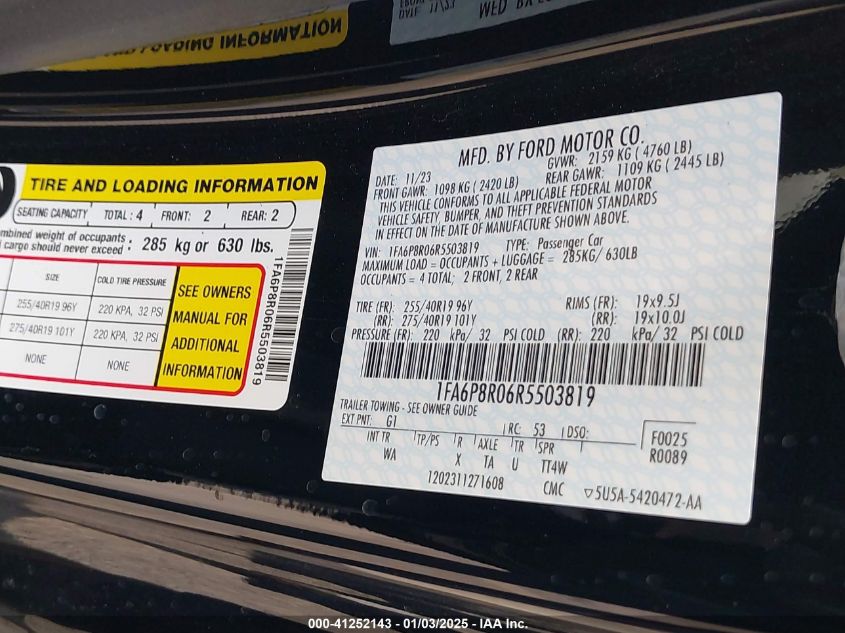 TIRE AND LOADING INFORMATION
SEATING CAPACITY TOTAL: 4 FRONT: 2 REAR: 2
weight of occupants
cargo should never exceed : 285 kg or 630 lbs.
SIZE COLD TIRE PRESSURE
255/40R19 96Y 220 KPA, 32 PSI
275/40R19 101Y 220 KPA, 32 PSI
NONE NONE
SEE OWNERS
MANUAL FOR
ADDITIONAL
INFORMATION
1FA6P8R06R5503819
MFD. BY FORD MOTOR CO.
DATE: 11/23 GVWR: 2159 KG ( 4760 LB)
FRONT GAWR: 1098 KG ( 2420 LB) REAR GAWR: 1109 KG ( 2445 LB)
THIS VEHICLE CONFORMS TO ALL APPLICABLE FEDERAL MOTOR
VEHICLE SAFETY, BUMPER, AND THEFT PREVENTION STANDARDS
IN EFFECT ON THE DATE OF MANUFACTURE SHOWN ABOVE.
VIN: 1FA6P8R06R5503819 TYPE: Passenger Car
MAXIMUM LOAD = OCCUPANTS + LUGGAGE = 285KG/ 630LB
OCCUPANTS = 4 TOTAL; 2 FRONT, 2 REAR
TIRE (FR): 255/40R19 96Y RIMS (FR): 19x9.5J
(RR): 275/40R19 101Y (RR): 19x10.0J
PRESSURE (FR): 220 kPa/ 32 PSI COLD (RR): 220 kPa/ 32 PSI COLD
1FA6P8R06R5503819
TRAILER TOWING - SEE OWNER GUIDE
EXT PNT: G1 RC: 53 DSO: F0025
INT TR TP/PS R AXLE TR SPR R0089
WA X TA U TT4W
1202311271608 CMC ▽5U5A-5420472-AA
000-41252143 - 01/03/2025 - IAA Inc.